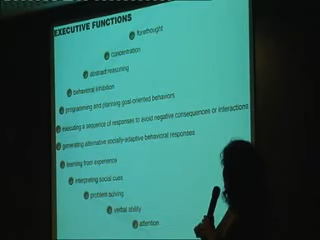 EXECUTIVE FUNCTIONS
forethought
concentration
abstract reasoning
behavioral inhibition
programming and planning goal-oriented behaviors
executing a sequence of responses to avoid negative consequences or interactions
generating alternative socially-adaptive behavioral responses
learning from experience
interpreting social cues
problem solving
verbal ability
attention